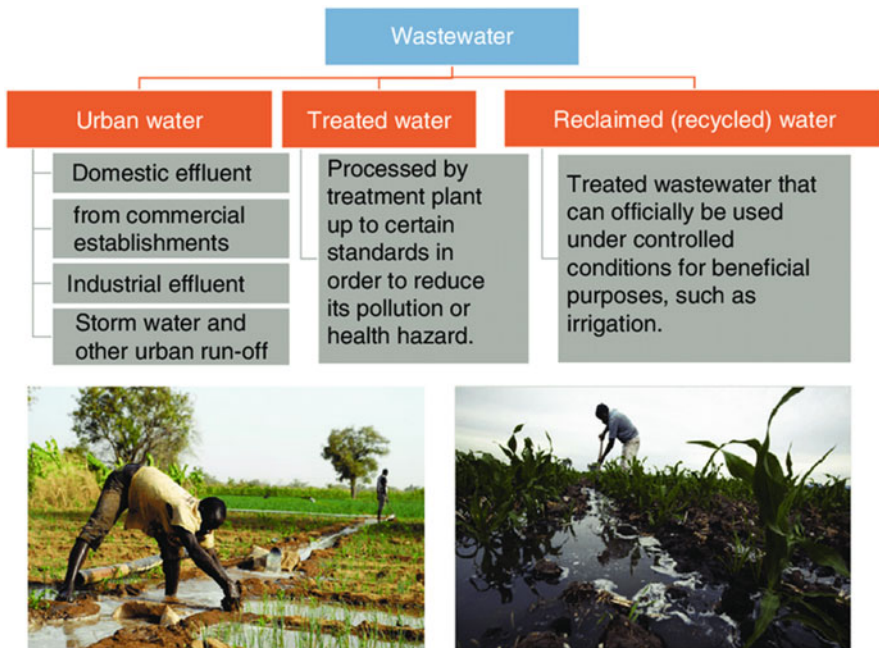 Wastewater
Urban water
Domestic effluent
from commercial
establishments
Industrial effluent
Storm water and
other urban run-off
Treated water
Processed by
treatment plant
up to certain
standards in
order to reduce
its pollution or
health hazard.
Reclaimed (recycled) water
Treated wastewater that
can officially be used
under controlled
conditions for beneficial
purposes, such as
irrigation.